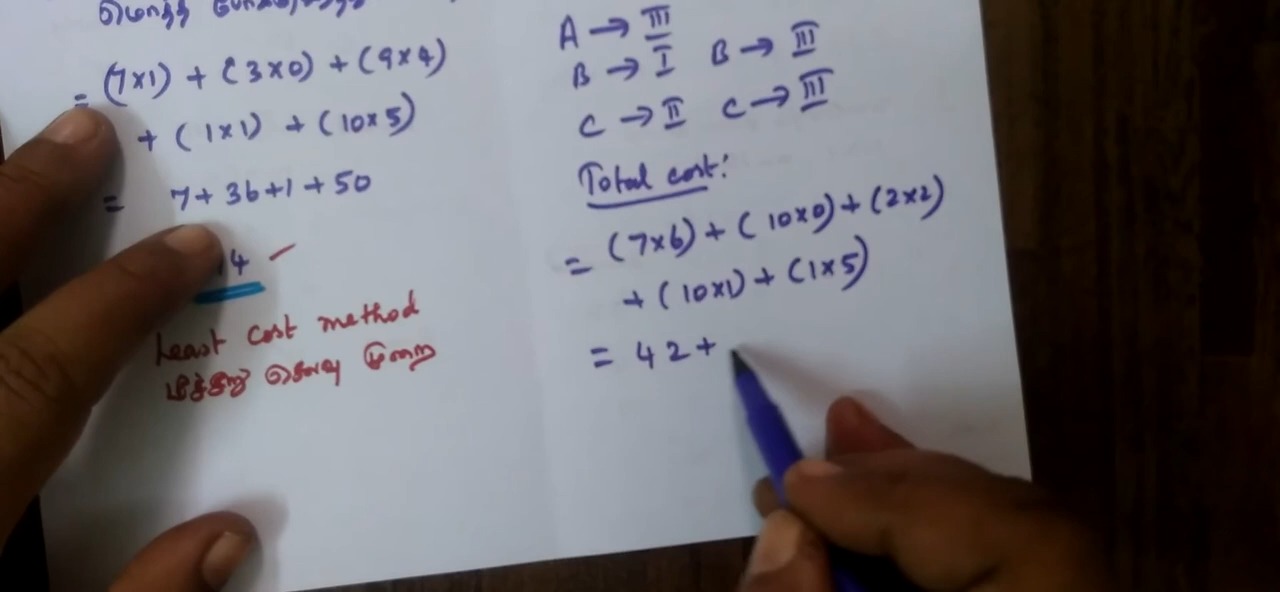 மொத்த
= (7×1) + (3×0) + (9×4)
+ (1×1) + (10×5)
= 7+36+1+50
4
Least cost method
மீச்சிறு செலவு முறை
A → III
B → I B → III
C → II C → III
Total cost:
= (7×6) + (10×0) + (2×2)
+ (10×1) + (1×5)
= 42+